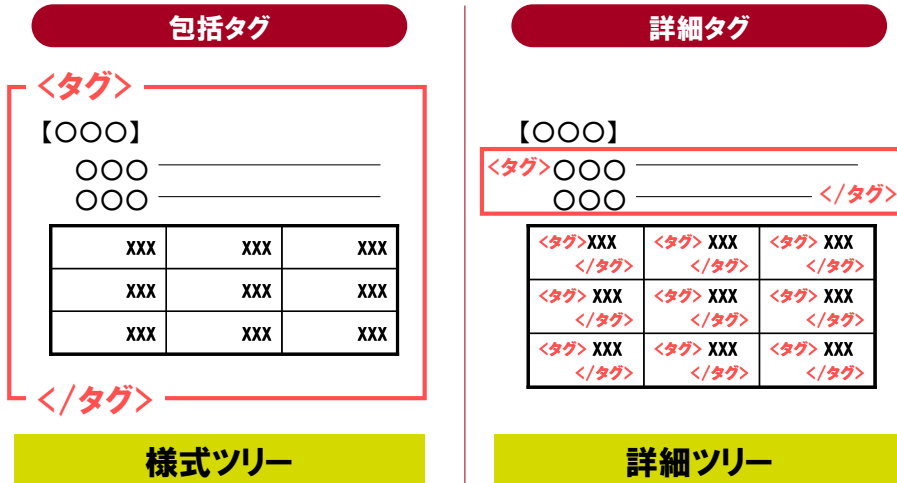 包括タグ
<タグ>
【○○○】
○○○
○○○
XXX XXX XXX
XXX XXX XXX
XXX XXX XXX
</タグ>
様式ツリー
詳細タグ
【○○○】
<タグ>○○○
○○○ </タグ>
<タグ>XXX <タグ> XXX <タグ> XXX
</タグ> </タグ> </タグ>
<タグ> XXX <タグ> XXX <タグ> XXX
</タグ> </タグ> </タグ>
<タグ> XXX <タグ> XXX <タグ> XXX
</タグ> </タグ> </タグ>
詳細ツリー